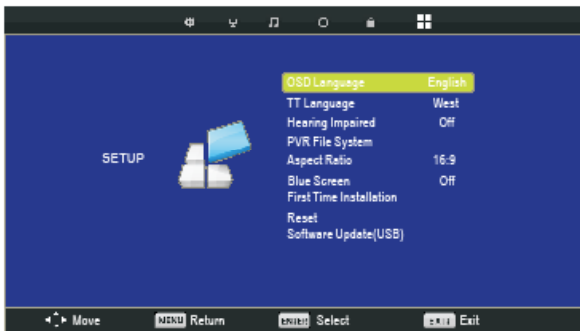 SETUP
OSD Language English
TT Language West
Hearing Impaired Off
PVR File System
Aspect Ratio 16:9
Blue Screen Off
First Time Installation
Reset
Software Update(USB)
Move MENU Return ENTER Select EXIT Exit